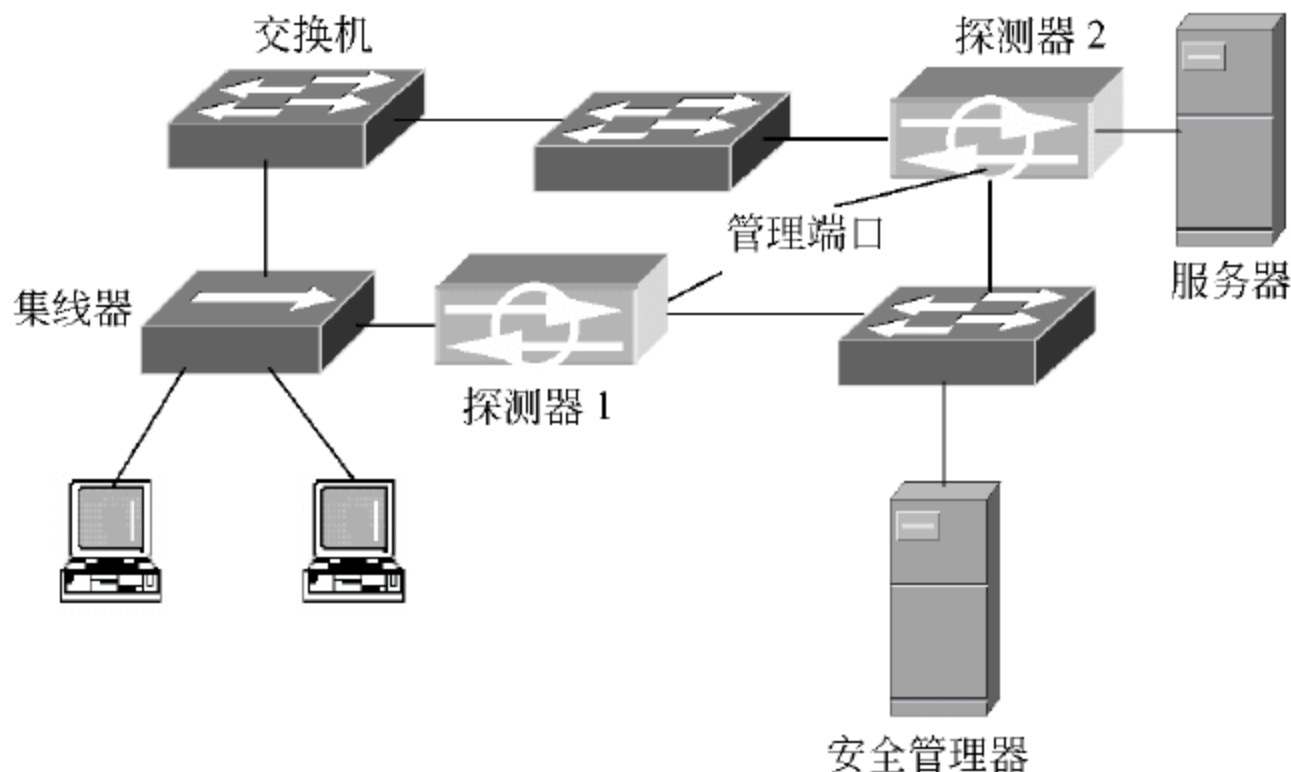 交换机
探测器 2
管理端口
服务器
集线器
探测器 1
安全管理器